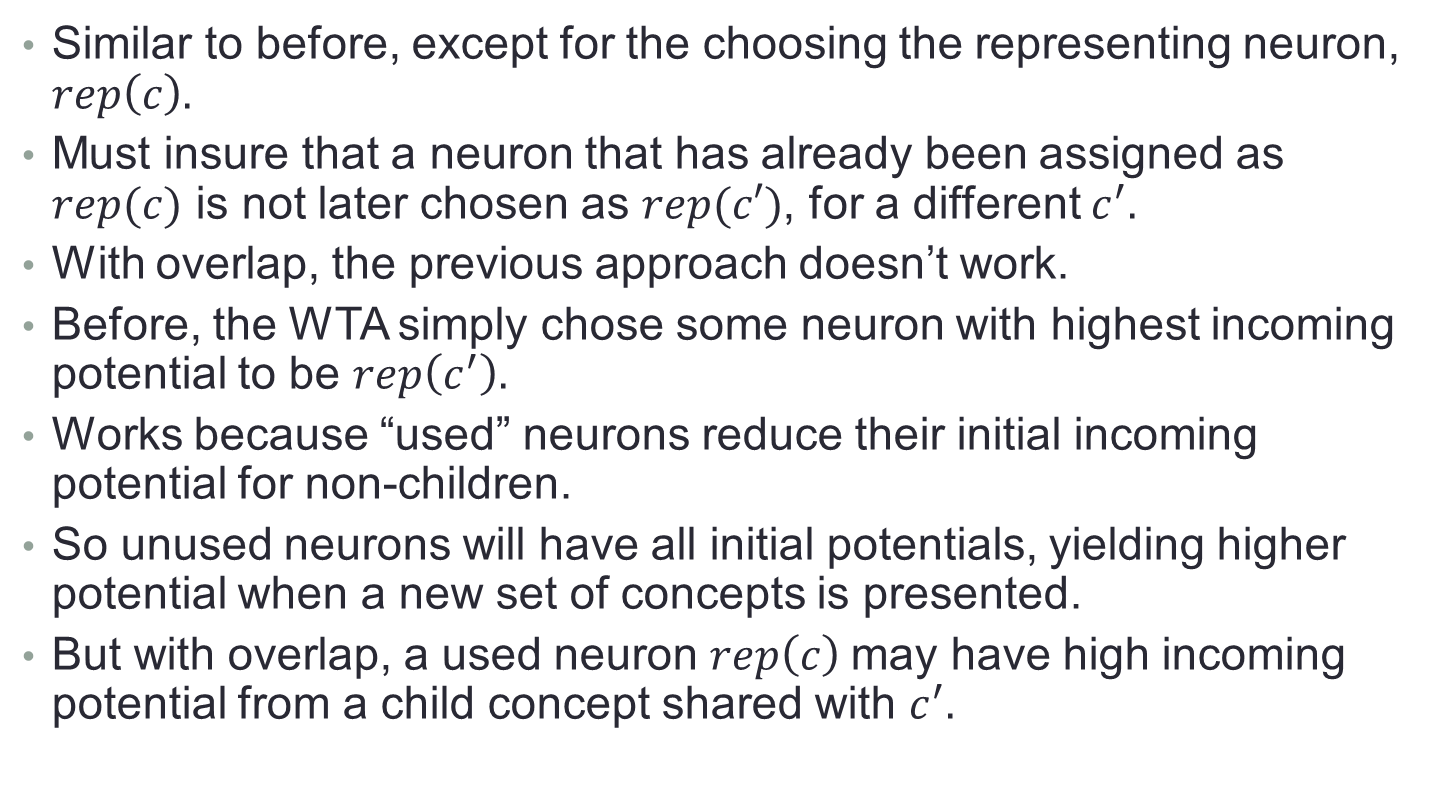 • Similar to before, except for the choosing the representing neuron,
rep(c).
• Must insure that a neuron that has already been assigned as
rep(c) is not later chosen as rep(c′), for a different c′.
• With overlap, the previous approach doesn’t work.
• Before, the WTA simply chose some neuron with highest incoming
potential to be rep(c′).
• Works because “used” neurons reduce their initial incoming
potential for non-children.
• So unused neurons will have all initial potentials, yielding higher
potential when a new set of concepts is presented.
• But with overlap, a used neuron rep(c) may have high incoming
potential from a child concept shared with c′.